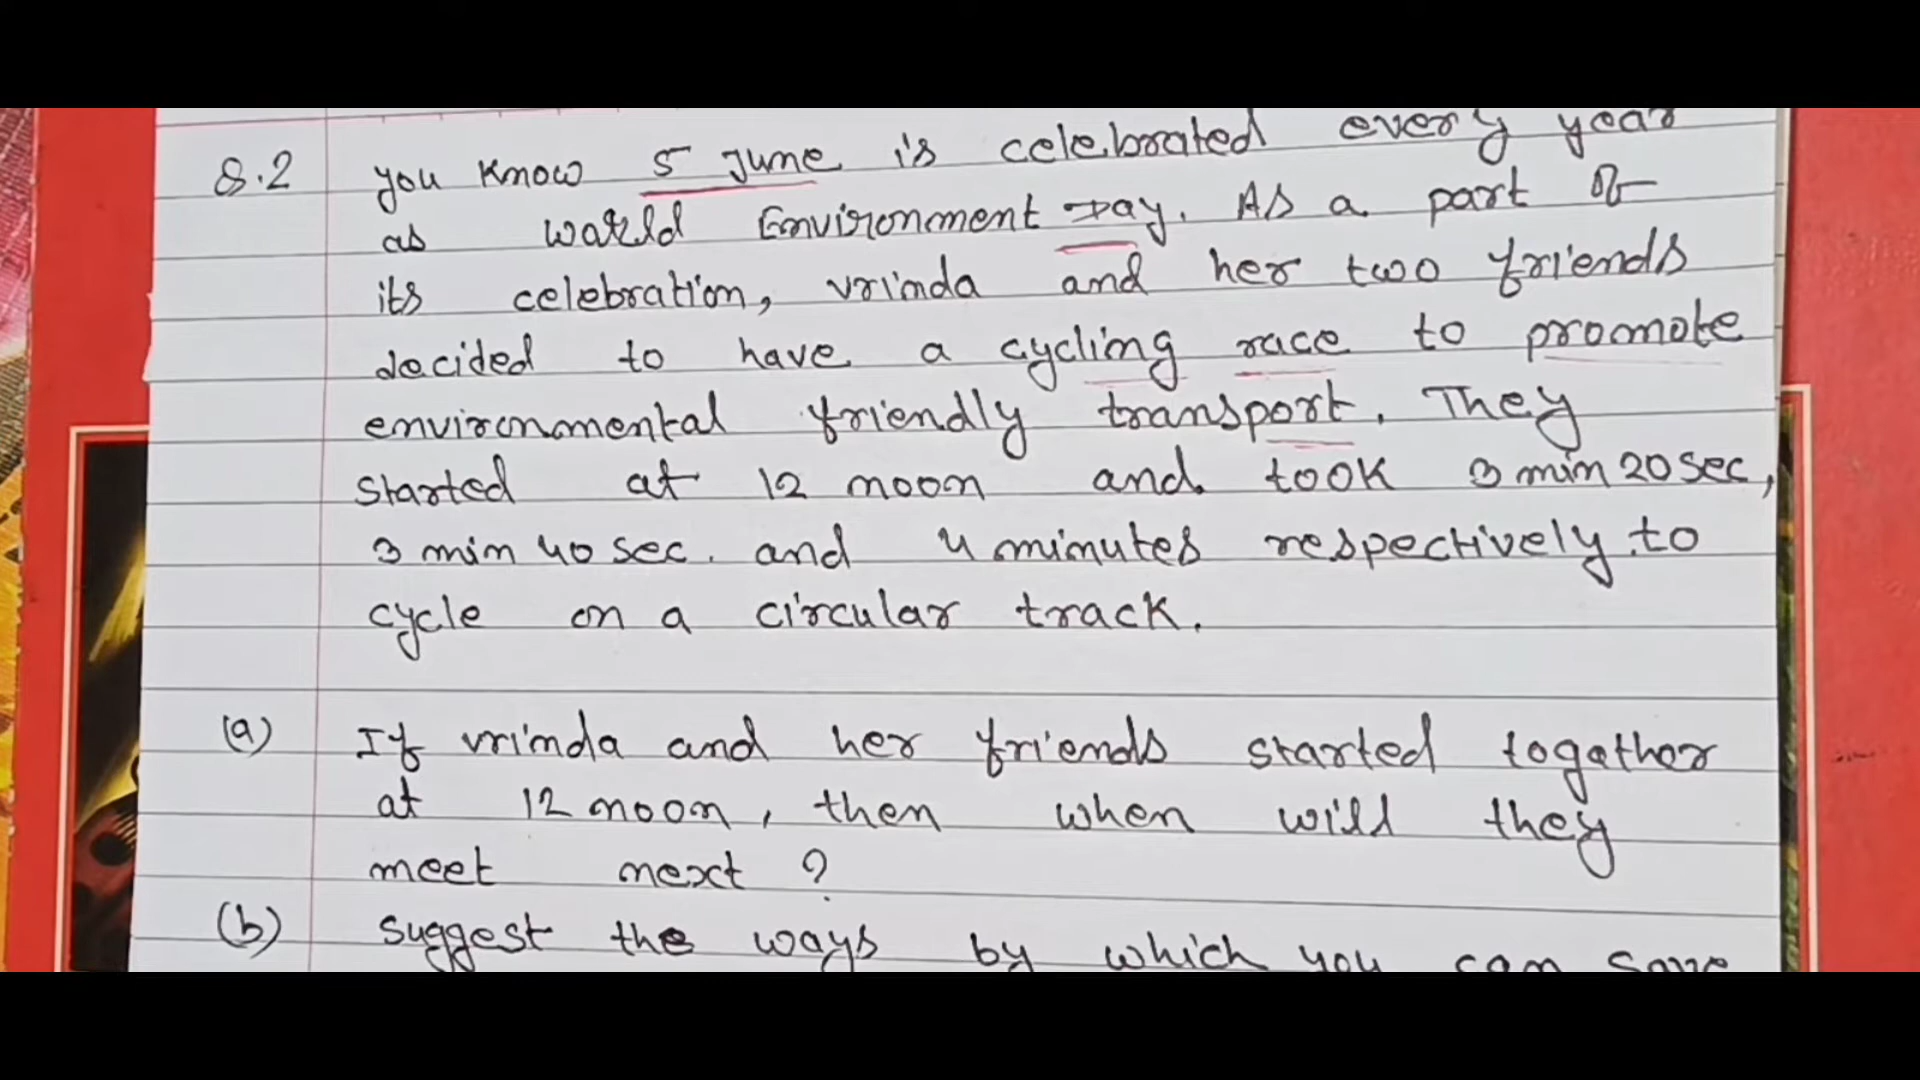 Q.2 you know 5 June is celebrated every year
as world Environment Day. As a part of
its celebration, vrinda and her two friends
decided to have a cycling race to promote
environmental friendly transport. They
started at 12 noon and took 3 min 20 sec,
3 min 40 sec. and 4 minutes respectively to
cycle on a circular track.
(a) If vrinda and her friends started togather
at 12 noon, then when will they
meet next ?
(b) suggest the ways by which you can save